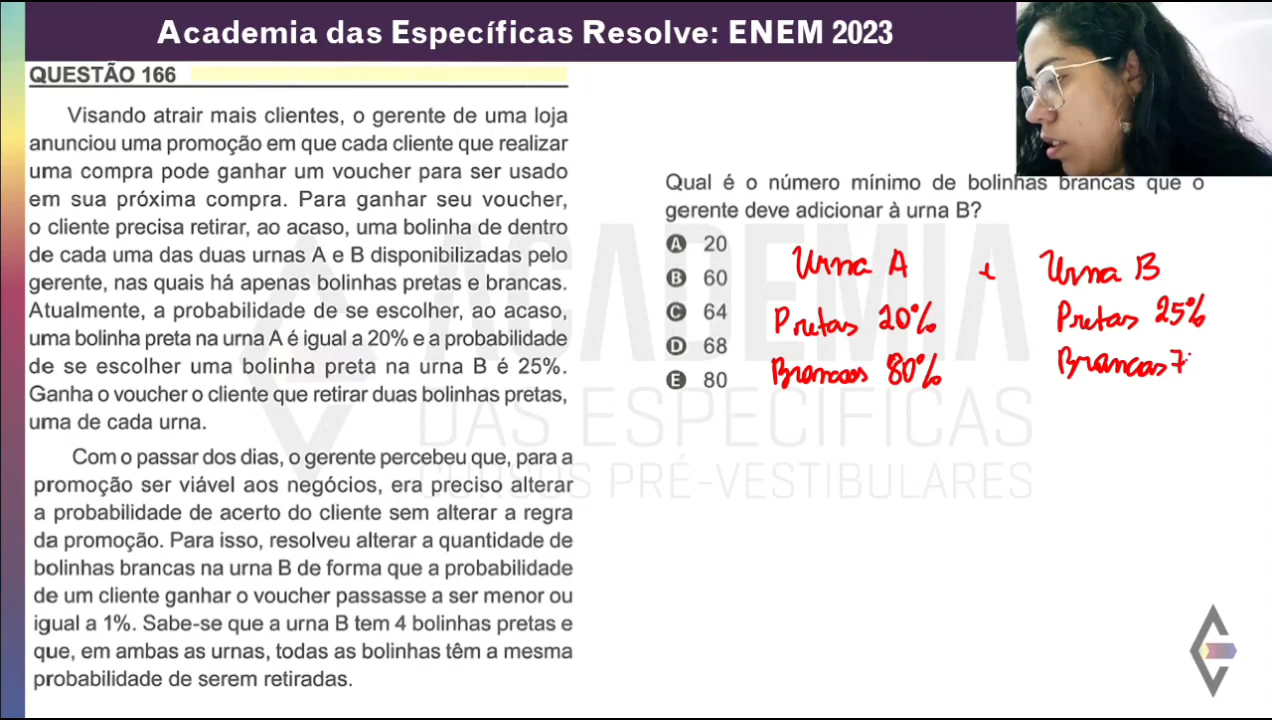 Academia das Específicas Resolve: ENEM 2023
QUESTÃO 166
Visando atrair mais clientes, o gerente de uma loja
anunciou uma promoção em que cada cliente que realizar
uma compra pode ganhar um voucher para ser usado
em sua próxima compra. Para ganhar seu voucher,
o cliente precisa retirar, ao acaso, uma bolinha de dentro
de cada uma das duas urnas A e B disponibilizadas pelo
gerente, nas quais há apenas bolinhas pretas e brancas.
Atualmente, a probabilidade de se escolher, ao acaso,
uma bolinha preta na urna A é igual a 20% e a probabilidade
de se escolher uma bolinha preta na urna B é 25%.
Ganha o voucher o cliente que retirar duas bolinhas pretas,
uma de cada urna.
Com o passar dos dias, o gerente percebeu que, para a
promoção ser viável aos negócios, era preciso alterar
a probabilidade de acerto do cliente sem alterar a regra
da promoção. Para isso, resolveu alterar a quantidade de
bolinhas brancas na urna B de forma que a probabilidade
de um cliente ganhar o voucher passasse a ser menor ou
igual a 1%. Sabe-se que a urna B tem 4 bolinhas pretas e
que, em ambas as urnas, todas as bolinhas têm a mesma
probabilidade de serem retiradas.
Qual é o número mínimo de bolinhas brancas que o
gerente deve adicionar à urna B?
A 20
B 60
C 64
D 68
E 80
Urna A e Urna B
Pretas 20% Pretas 25%
Brancas 80% Brancas 7
ACADEMIA
DAS ESPECÍFICAS
CURSOS PRÉ-VESTIBULARES